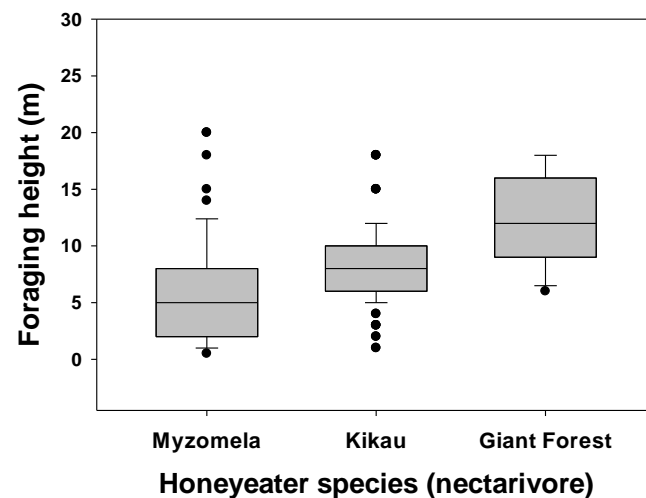 30
25
20
15
10
5
0
Foraging height (m)
Myzomela Kikau Giant Forest
Honeyeater species (nectarivore)